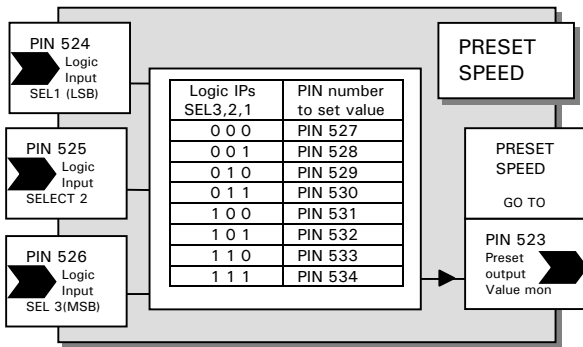 PIN 524
Logic
Input
SEL1 (LSB)
PIN 525
Logic
Input
SELECT 2
PIN 526
Logic
Input
SEL 3(MSB)
Logic IPs PIN number
SEL3,2,1 to set value
0 0 0 PIN 527
0 0 1 PIN 528
0 1 0 PIN 529
0 1 1 PIN 530
1 0 0 PIN 531
1 0 1 PIN 532
1 1 0 PIN 533
1 1 1 PIN 534
PRESET
SPEED
PRESET
SPEED
GO TO
PIN 523
Preset
output
Value mon